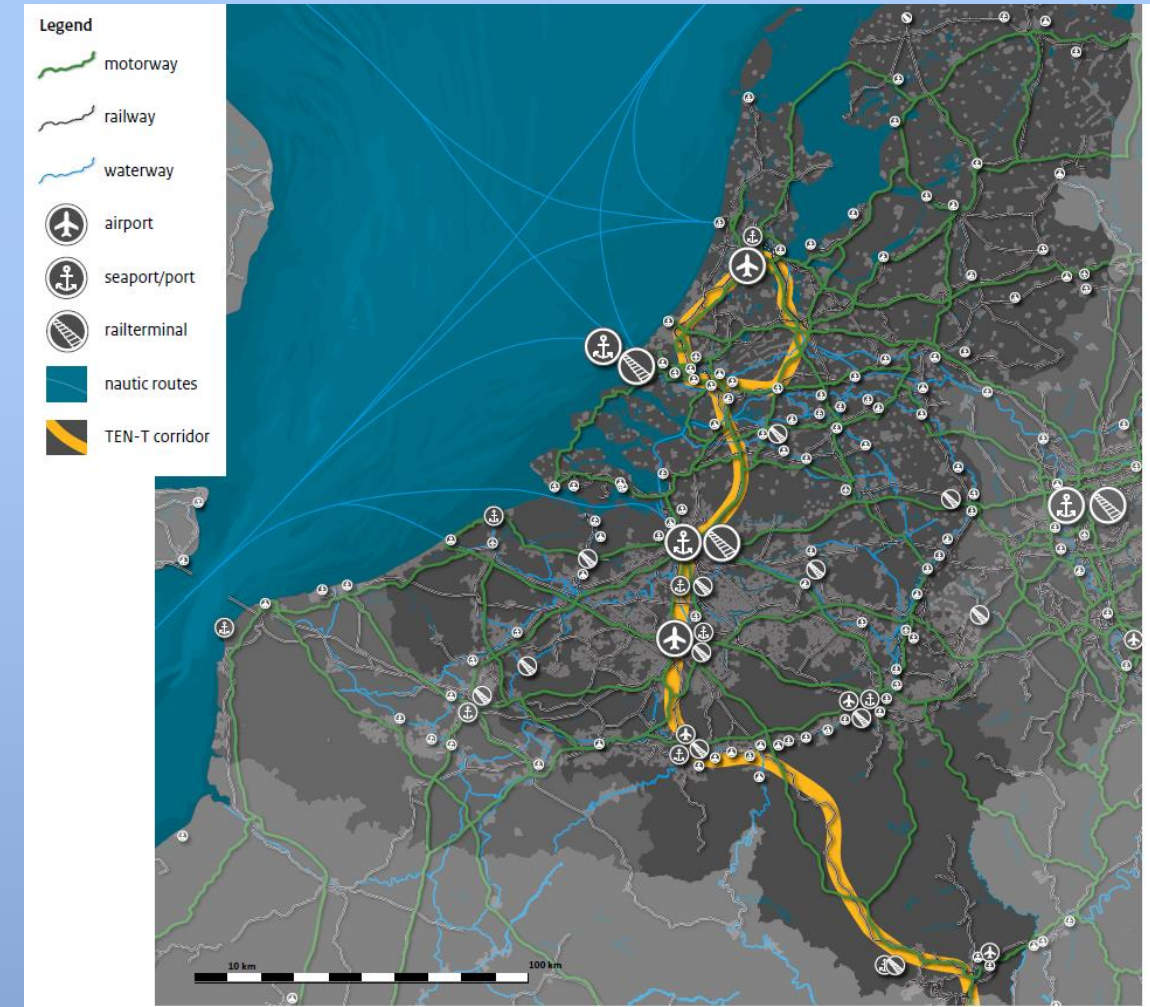 Legend
motorway
railway
waterway
airport
seaport/port
railterminal
nautic routes
TEN-T corridor
10 km
100 km